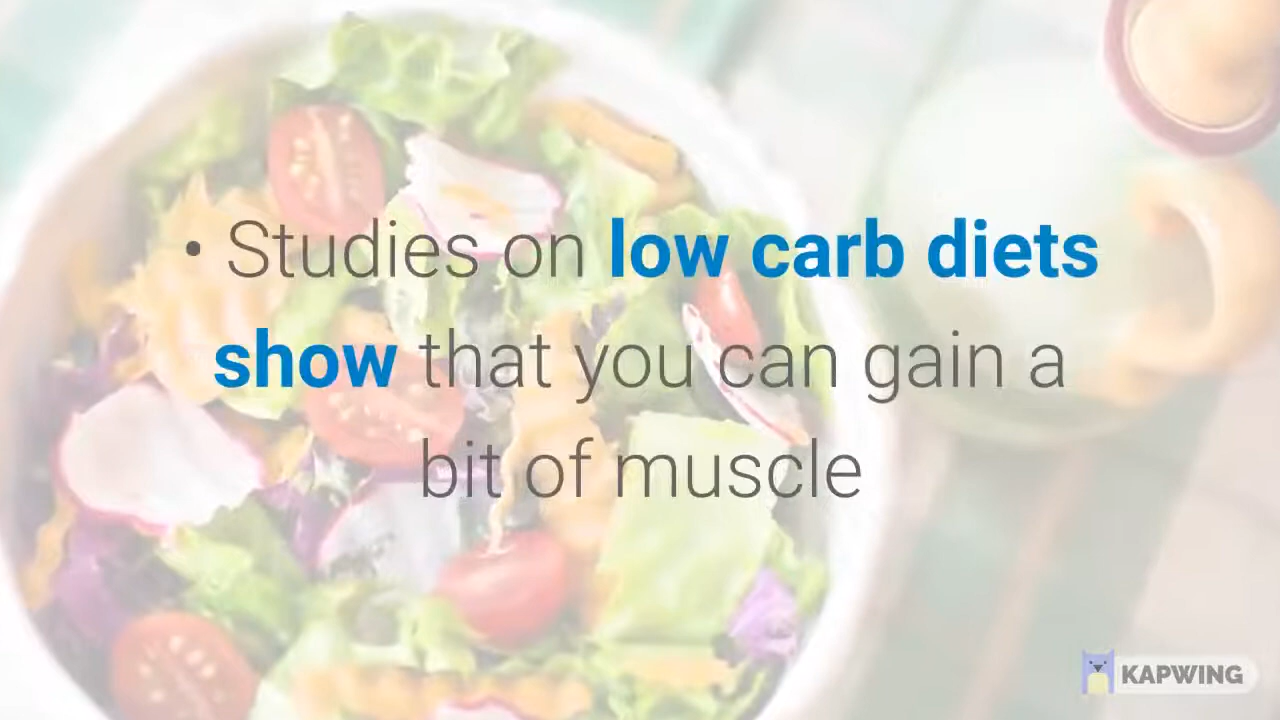 • Studies on low carb diets
show that you can gain a
bit of muscle
KAPWING